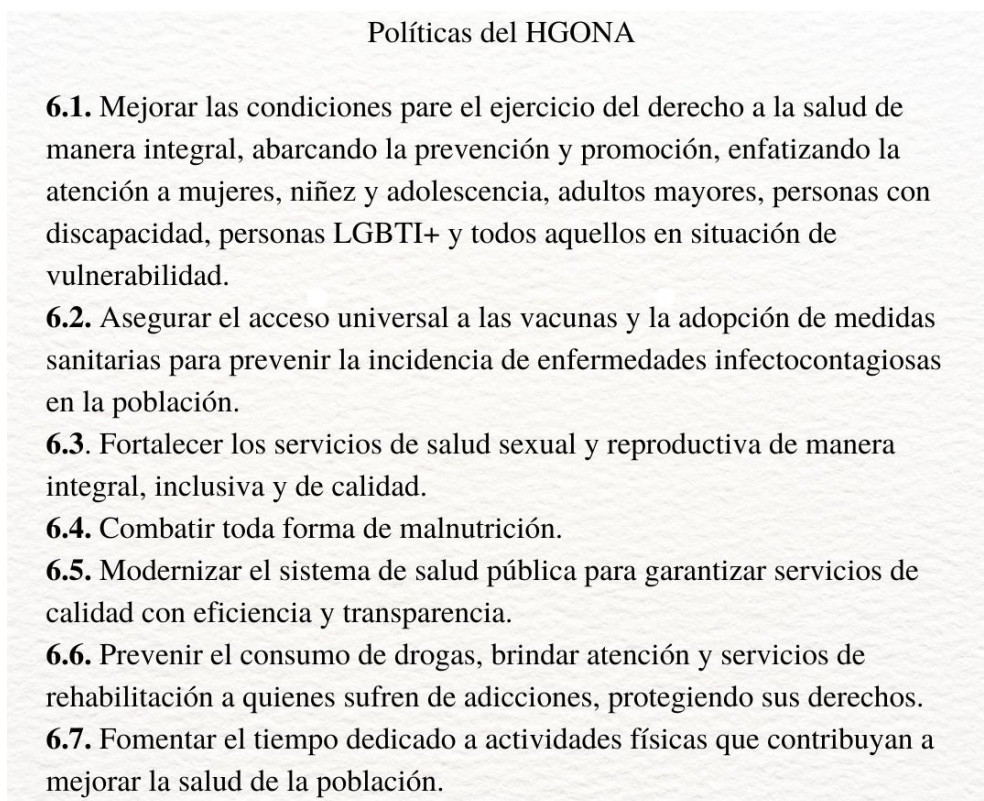 Políticas del HGONA
6.1. Mejorar las condiciones pare el ejercicio del derecho a la salud de
manera integral, abarcando la prevención y promoción, enfatizando la
atención a mujeres, niñez y adolescencia, adultos mayores, personas con
discapacidad, personas LGBTI+ y todos aquellos en situación de
vulnerabilidad.
6.2. Asegurar el acceso universal a las vacunas y la adopción de medidas
sanitarias para prevenir la incidencia de enfermedades infectocontagiosas
en la población.
6.3. Fortalecer los servicios de salud sexual y reproductiva de manera
integral, inclusiva y de calidad.
6.4. Combatir toda forma de malnutrición.
6.5. Modernizar el sistema de salud pública para garantizar servicios de
calidad con eficiencia y transparencia.
6.6. Prevenir el consumo de drogas, brindar atención y servicios de
rehabilitación a quienes sufren de adicciones, protegiendo sus derechos.
6.7. Fomentar el tiempo dedicado a actividades físicas que contribuyan a
mejorar la salud de la población.